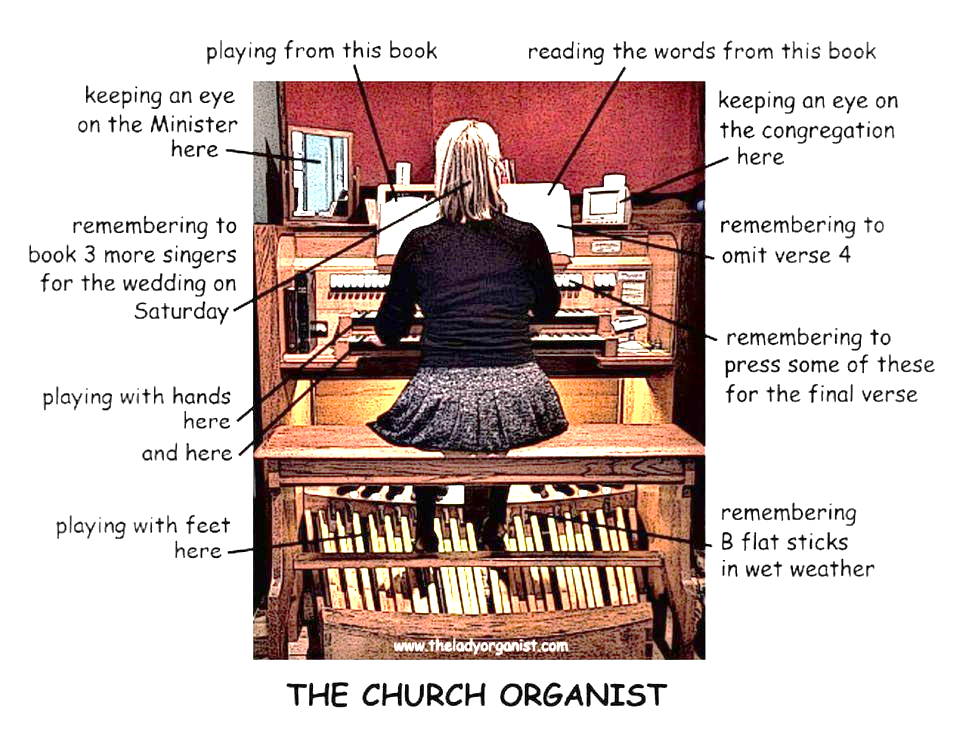 playing from this book
reading the words from this book
keeping an eye
on the Minister
here
keeping an eye on
the congregation
here
remembering to
book 3 more singers
for the wedding on
Saturday
remembering to
omit verse 4
remembering to
press some of these
for the final verse
playing with hands
here
and here
playing with feet
here
remembering
B flat sticks
in wet weather
www.theladyorganist.com
THE CHURCH ORGANIST